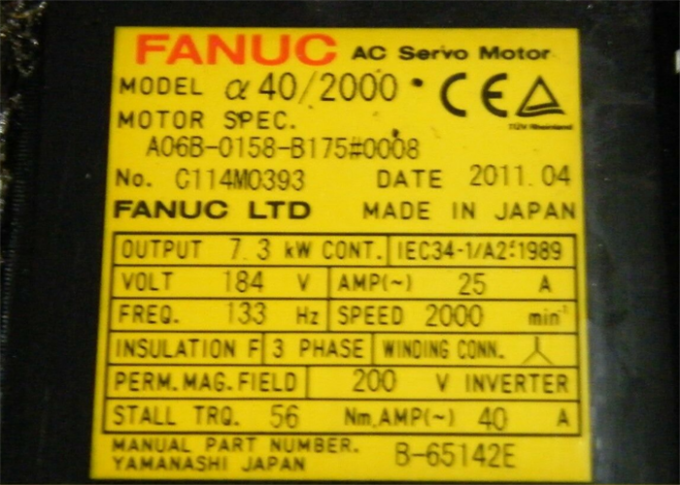 FANUC AC Servo Motor
MODEL α40/2000
MOTOR SPEC.
A06B-0158-B175#0008
TÜV Rheinland
No. C114M0393 DATE 2011.04
FANUC LTD MADE IN JAPAN
OUTPUT 7.3 kW CONT. IEC34-1/A2:1989
VOLT 184 V AMP(~) 25 A
FREQ. 133 Hz SPEED 2000 min⁻¹
INSULATION F 3 PHASE WINDING CONN.
PERM.MAG.FIELD 200 V INVERTER
STALL TRQ. 56 Nm,AMP(~) 40 A
MANUAL PART NUMBER. B-65142E
YAMANASHI JAPAN